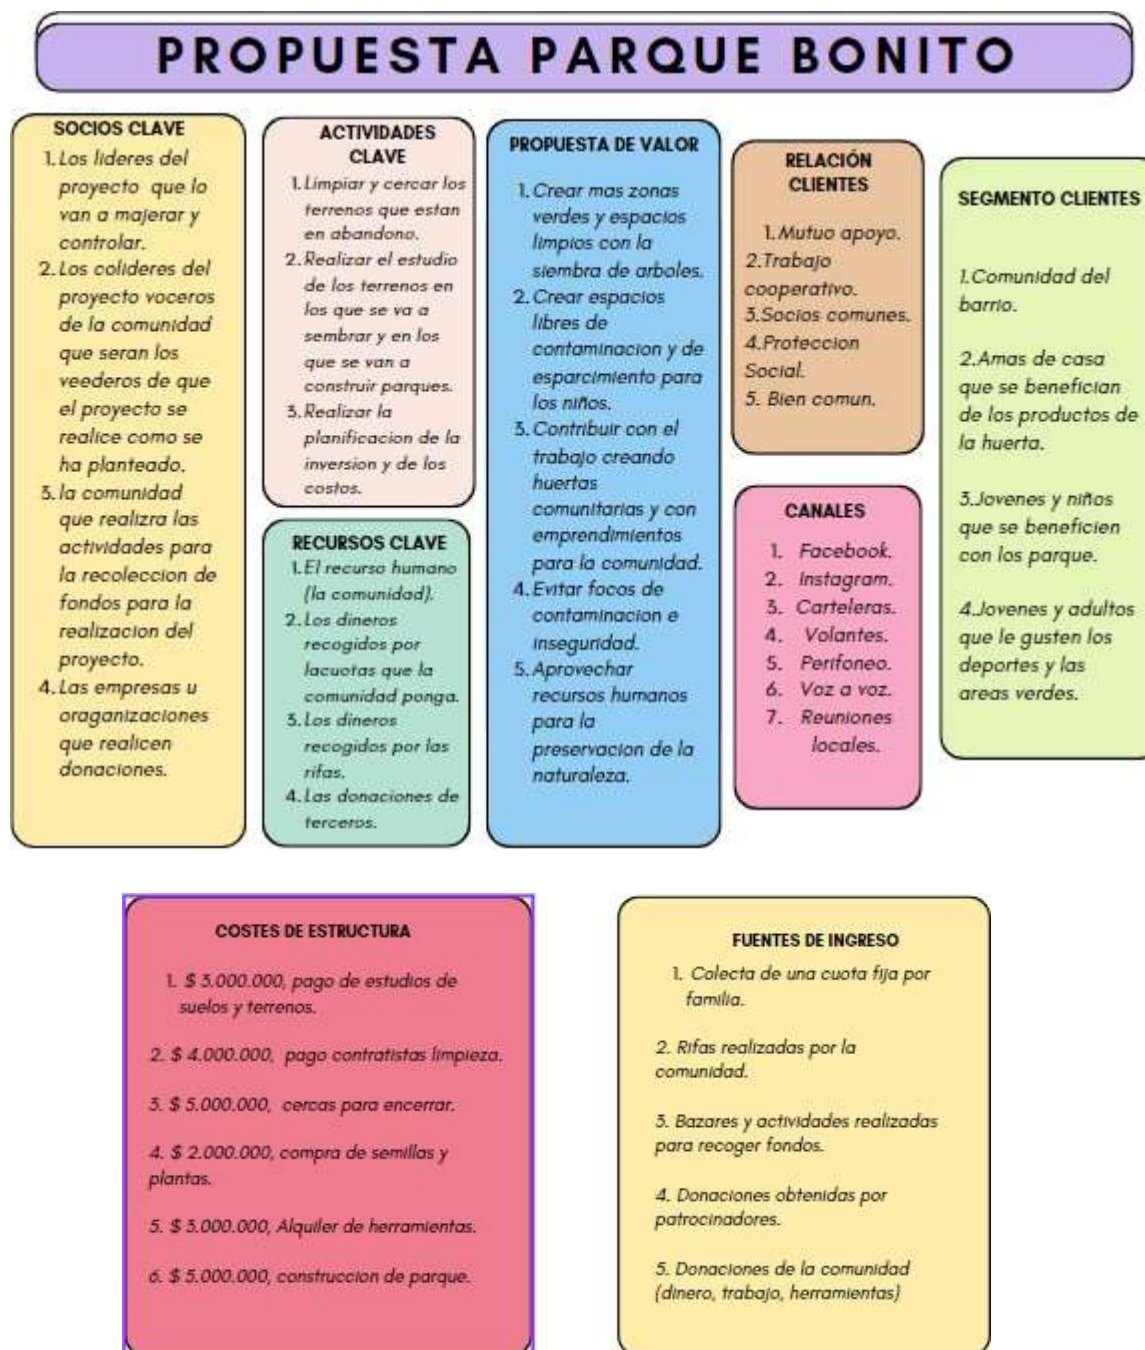 PROPUESTA PARQUE BONITO
SOCIOS CLAVE
1. Los lideres del
proyecto que lo
van a majerar y
controlar.
2. Los colideres del
proyecto voceros
de la comunidad
que seran los
veederos de que
el proyecto se
realice como se
ha planteado.
3. la comunidad
que realizra las
actividades para
la recoleccion de
fondos para la
realizacion del
proyecto.
4. Las empresas u
oraganizaciones
que realicen
donaciones.
ACTIVIDADES
CLAVE
1. Limpiar y cercar los
terrenos que estan
en abandono.
2. Realizar el estudio
de los terrenos en
los que se va a
sembrar y en los
que se van a
construir parques.
3. Realizar la
planificacion de la
inversion y de los
costos.
RECURSOS CLAVE
1. El recurso humano
(la comunidad).
2. Los dineros
recogidos por
lacuotas que la
comunidad ponga.
3. Los dineros
recogidos por las
rifas.
4. Las donaciones de
terceros.
PROPUESTA DE VALOR
1. Crear mas zonas
verdes y espacios
limpios con la
siembra de arboles.
2. Crear espacios
libres de
contaminacion y de
esparcimiento para
los niños.
3. Contribuir con el
trabajo creando
huertas
comunitarias y con
emprendimientos
para la comunidad.
4. Evitar focos de
contaminacion e
inseguridad.
5. Aprovechar
recursos humanos
para la
preservacion de la
naturaleza.
RELACIÓN
CLIENTES
1. Mutuo apoyo.
2.Trabajo
cooperativo.
3.Socios comunes.
4.Proteccion
Social.
5. Bien comun.
CANALES
1. Facebook.
2. Instagram.
3. Carteleras.
4. Volantes.
5. Perifoneo.
6. Voz a voz.
7. Reuniones
locales.
SEGMENTO CLIENTES
1.Comunidad del
barrio.
2.Amas de casa
que se benefician
de los productos de
la huerta.
3.Jovenes y niños
que se beneficien
con los parque.
4.Jovenes y adultos
que le gusten los
deportes y las
areas verdes.
COSTES DE ESTRUCTURA
1. $ 3.000.000, pago de estudios de
suelos y terrenos.
2. $ 4.000.000, pago contratistas limpieza.
3. $ 5.000.000, cercas para encerrar.
4. $ 2.000.000, compra de semillas y
plantas.
5. $ 3.000.000, Alquiler de herramientas.
6. $ 5.000.000, construccion de parque.
FUENTES DE INGRESO
1. Colecta de una cuota fija por
familia.
2. Rifas realizadas por la
comunidad.
3. Bazares y actividades realizadas
para recoger fondos.
4. Donaciones obtenidas por
patrocinadores.
5. Donaciones de la comunidad
(dinero, trabajo, herramientas)